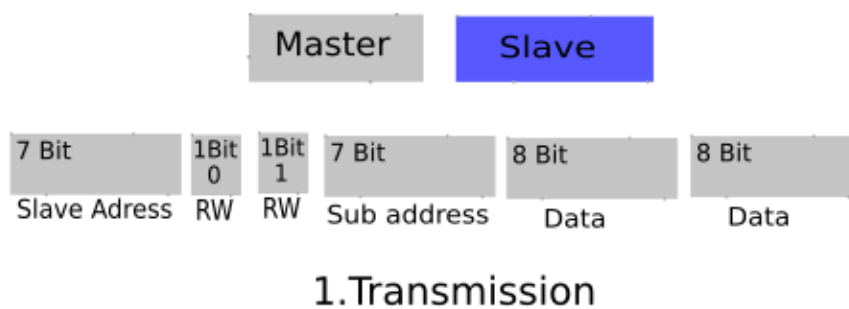 Master
Slave
7 Bit
1Bit
0
1Bit
1
7 Bit
8 Bit
8 Bit
Slave Adress
RW
RW
Sub address
Data
Data
1.Transmission